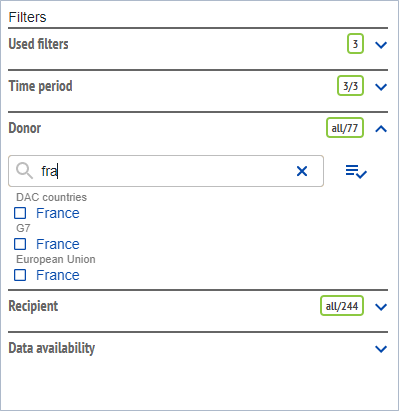 Filters
Used filters 3
Time period 3/3
Donor all/77
fra
DAC countries
France
G7
France
European Union
France
Recipient all/244
Data availability